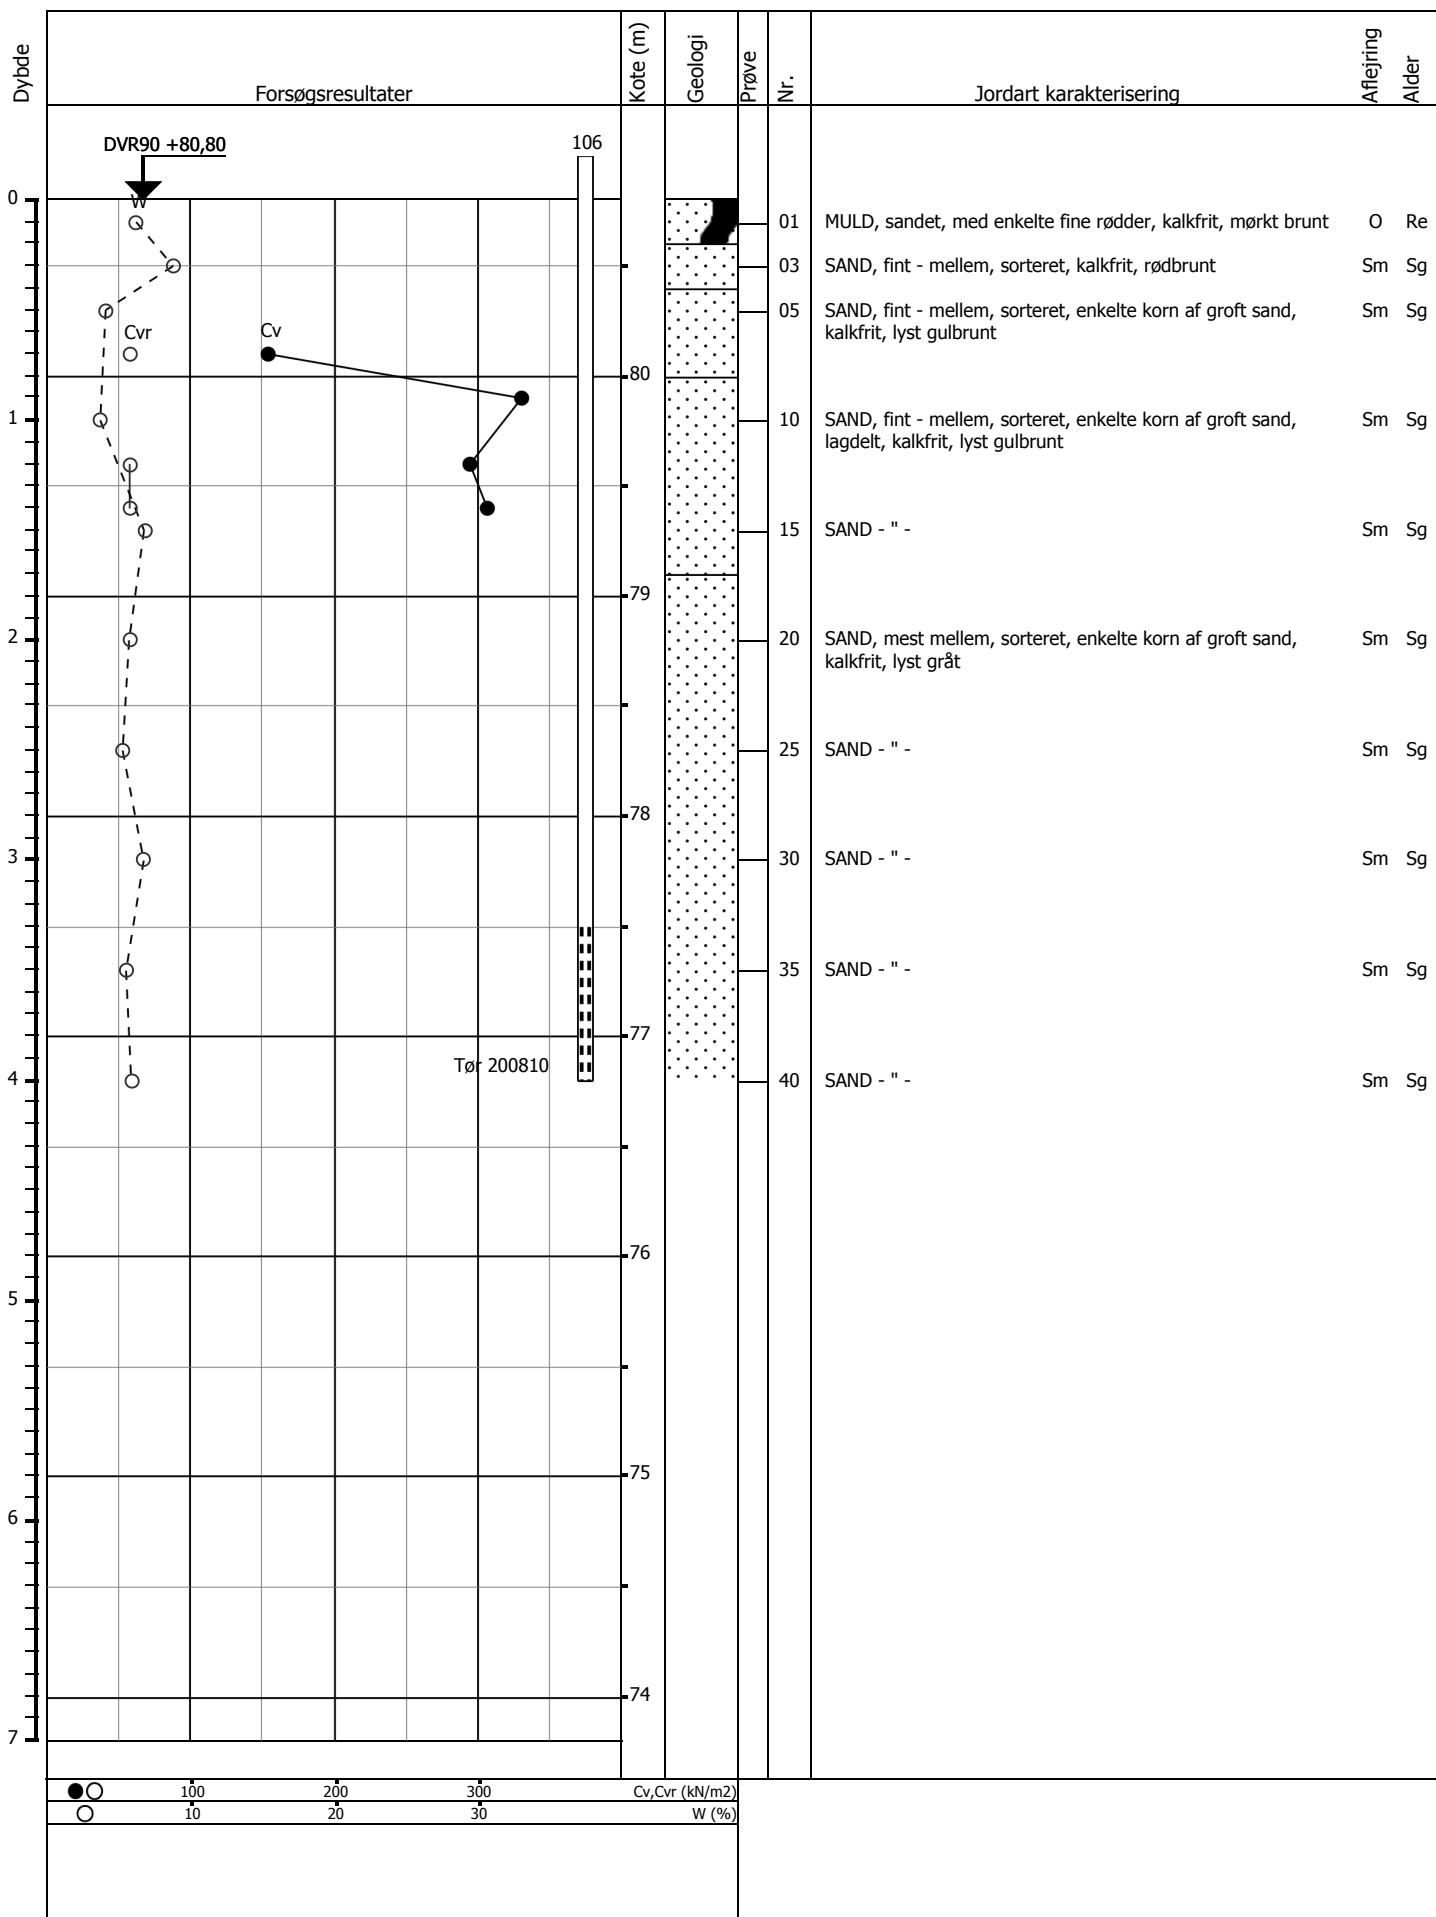 Dybde
Forsøgsresultater
Kote (m)
Geologi
Prøve
Nr.
Jordart karakterisering
Aflejring
Alder
DVR90 +80,80
106
0
W
01 MULD, sandet, med enkelte fine rødder, kalkfrit, mørkt brunt O Re
03 SAND, fint - mellem, sorteret, kalkfrit, rødbrunt Sm Sg
05 SAND, fint - mellem, sorteret, enkelte korn af groft sand, Sm Sg
kalkfrit, lyst gulbrunt
Cvr
Cv
80
1
10 SAND, fint - mellem, sorteret, enkelte korn af groft sand, Sm Sg
lagdelt, kalkfrit, lyst gulbrunt
15 SAND - " - Sm Sg
79
2
20 SAND, mest mellem, sorteret, enkelte korn af groft sand, Sm Sg
kalkfrit, lyst gråt
25 SAND - " - Sm Sg
78
3
30 SAND - " - Sm Sg
35 SAND - " - Sm Sg
77
Tør 200810
4
40 SAND - " - Sm Sg
76
5
75
6
74
7
100 200 300 Cv,Cvr (kN/m2)
10 20 30 W (%)